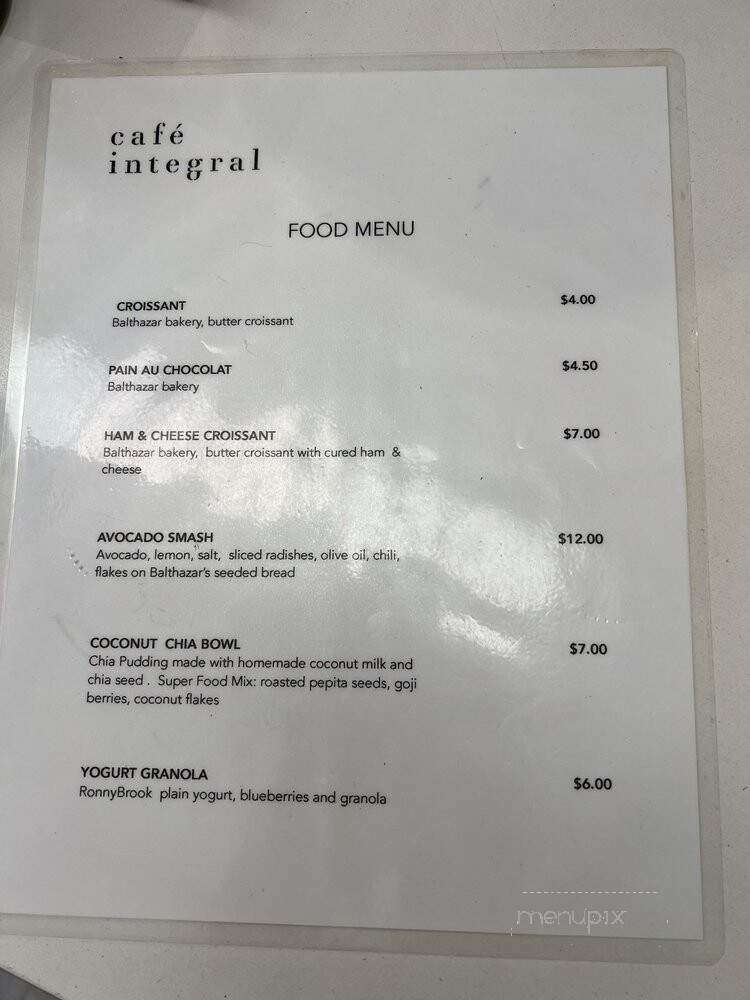 café
integral
FOOD MENU
CROISSANT $4.00
Balthazar bakery, butter croissant
PAIN AU CHOCOLAT $4.50
Balthazar bakery
HAM & CHEESE CROISSANT $7.00
Balthazar bakery, butter croissant with cured ham &
cheese
AVOCADO SMASH $12.00
Avocado, lemon, salt, sliced radishes, olive oil, chili,
flakes on Balthazar's seeded bread
COCONUT CHIA BOWL $7.00
Chia Pudding made with homemade coconut milk and
chia seed . Super Food Mix: roasted pepita seeds, goji
berries, coconut flakes
YOGURT GRANOLA $6.00
RonnyBrook plain yogurt, blueberries and granola
menupix